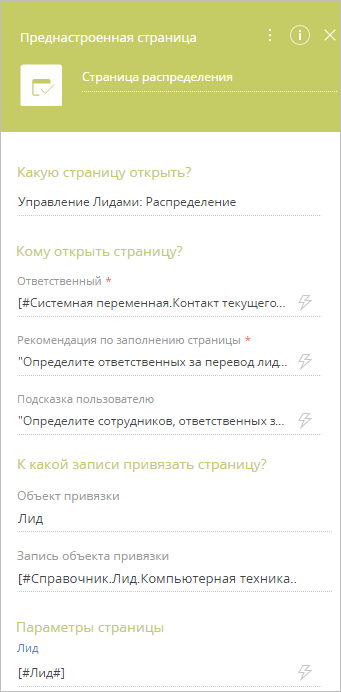 Преднастроенная страница
Страница распределения
Какую страницу открыть?
Управление Лидами: Распределение
Кому открыть страницу?
Ответственный *
[#Системная переменная.Контакт текущего...
Рекомендация по заполнению страницы *
"Определите ответственных за перевод лид...
Подсказка пользователю
"Определите сотрудников, ответственных з...
К какой записи привязать страницу?
Объект привязки
Лид
Запись объекта привязки
[#Справочник.Лид.Компьютерная техника..
Параметры страницы
Лид
[#Лид#]